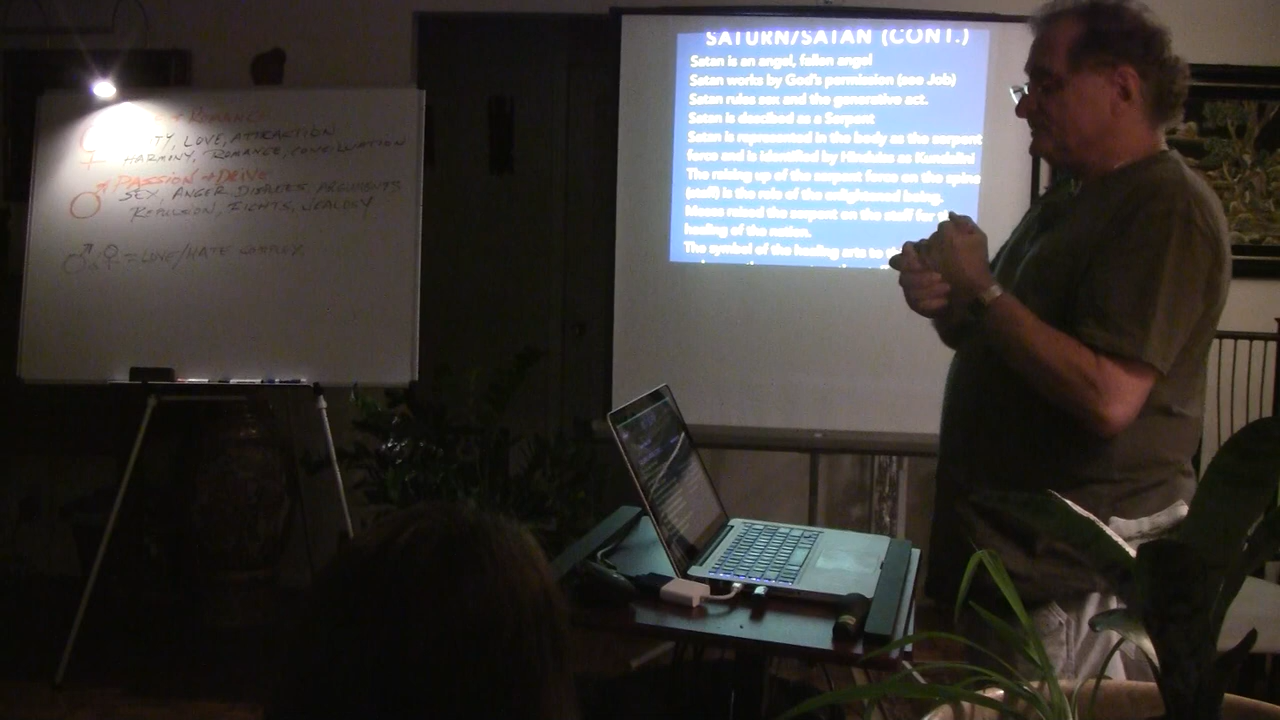 + ROMANCE
TY, LOVE, ATTRACTION
HARMONY, ROMANCE, CONCILIATION
♂ PASSION + DRIVE
SEX, ANGER, DISPUTES, ARGUMENTS
REPULSION, FIGHTS, JEALOSY
♂ & ♀ = LOVE/HATE COMPLEX
SATURN/SATAN (CONT.)
Satan is an angel, fallen angel
Satan works by God's permission (see Job)
Satan rules sex and the generative act.
Satan is described as a Serpent
Satan is represented in the body as the serpent
force and is identified by Hindus as Kundalini
The raising up of the serpent force on the spine
(staff) is the role of the enlightened being.
Moses raised the serpent on the staff for
healing of the nation.
The symbol of the healing arts to